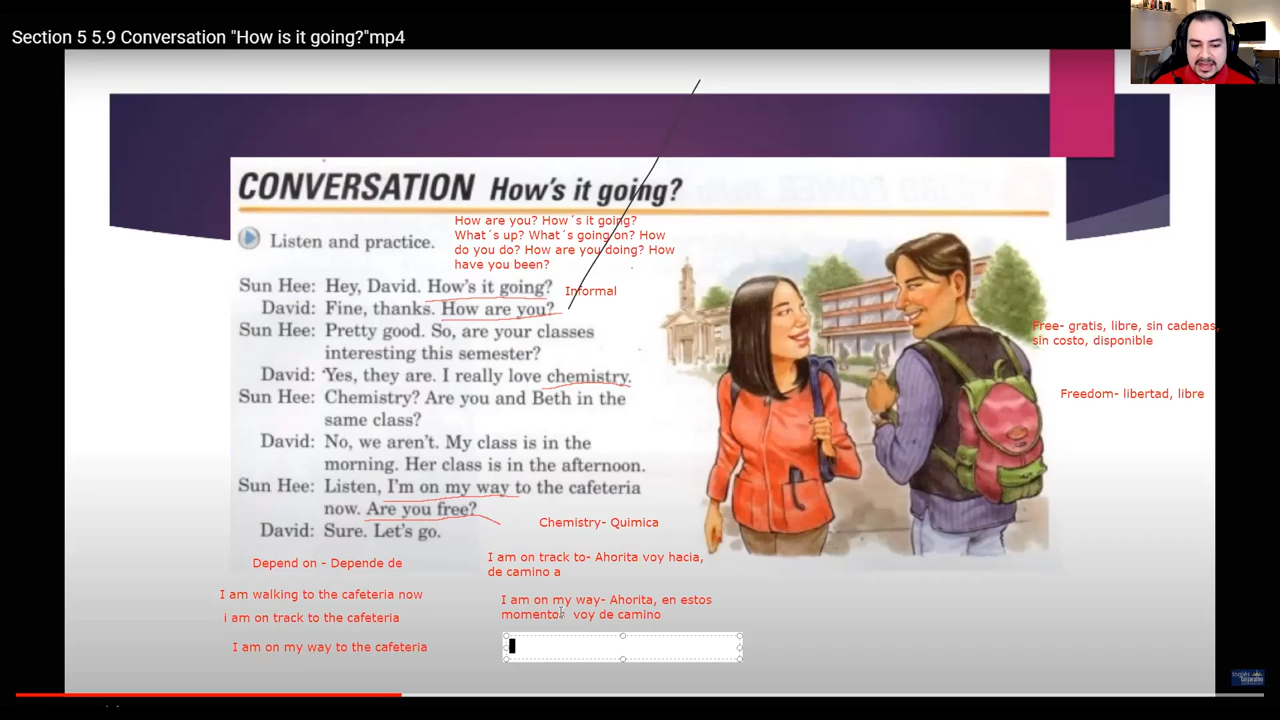 Section 5 5.9 Conversation "How is it going?"mp4
CONVERSATION How's it going?
How are you? How´s it going?
What´s up? What´s going on? How
do you do? How are you doing? How
have you been?
Listen and practice.
Sun Hee: Hey, David. How's it going?
Informal
David: Fine, thanks. How are you?
Sun Hee: Pretty good. So, are your classes
interesting this semester?
David: Yes, they are. I really love chemistry.
Sun Hee: Chemistry? Are you and Beth in the
same class?
David: No, we aren't. My class is in the
morning. Her class is in the afternoon.
Sun Hee: Listen, I'm on my way to the cafeteria
now. Are you free?
David: Sure. Let's go.
Free- gratis, libre, sin cadenas,
sin costo, disponible
Freedom- libertad, libre
Chemistry- Quimica
Depend on - Depende de
I am walking to the cafeteria now
i am on track to the cafeteria
I am on my way to the cafeteria
I am on track to- Ahorita voy hacia,
de camino a
I am on my way- Ahorita, en estos
momentos voy de camino